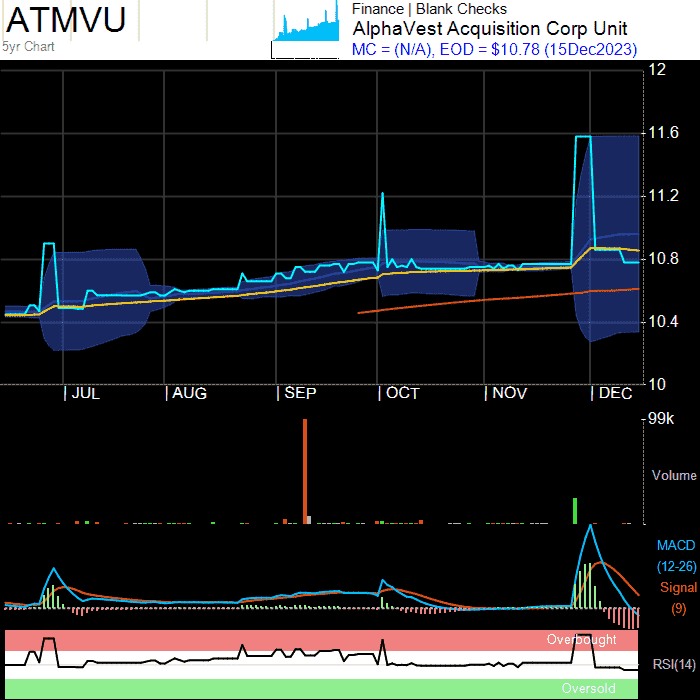 ATMVU
5yr Chart
Finance | Blank Checks
AlphaVest Acquisition Corp Unit
MC = (N/A), EOD = $10.78 (15Dec2023)
12
11.6
11.2
10.8
10.4
10
| JUL | AUG | SEP | OCT | NOV | DEC
99k
Volume
MACD
(12-26)
Signal
(9)
Overbought
RSI(14)
Oversold